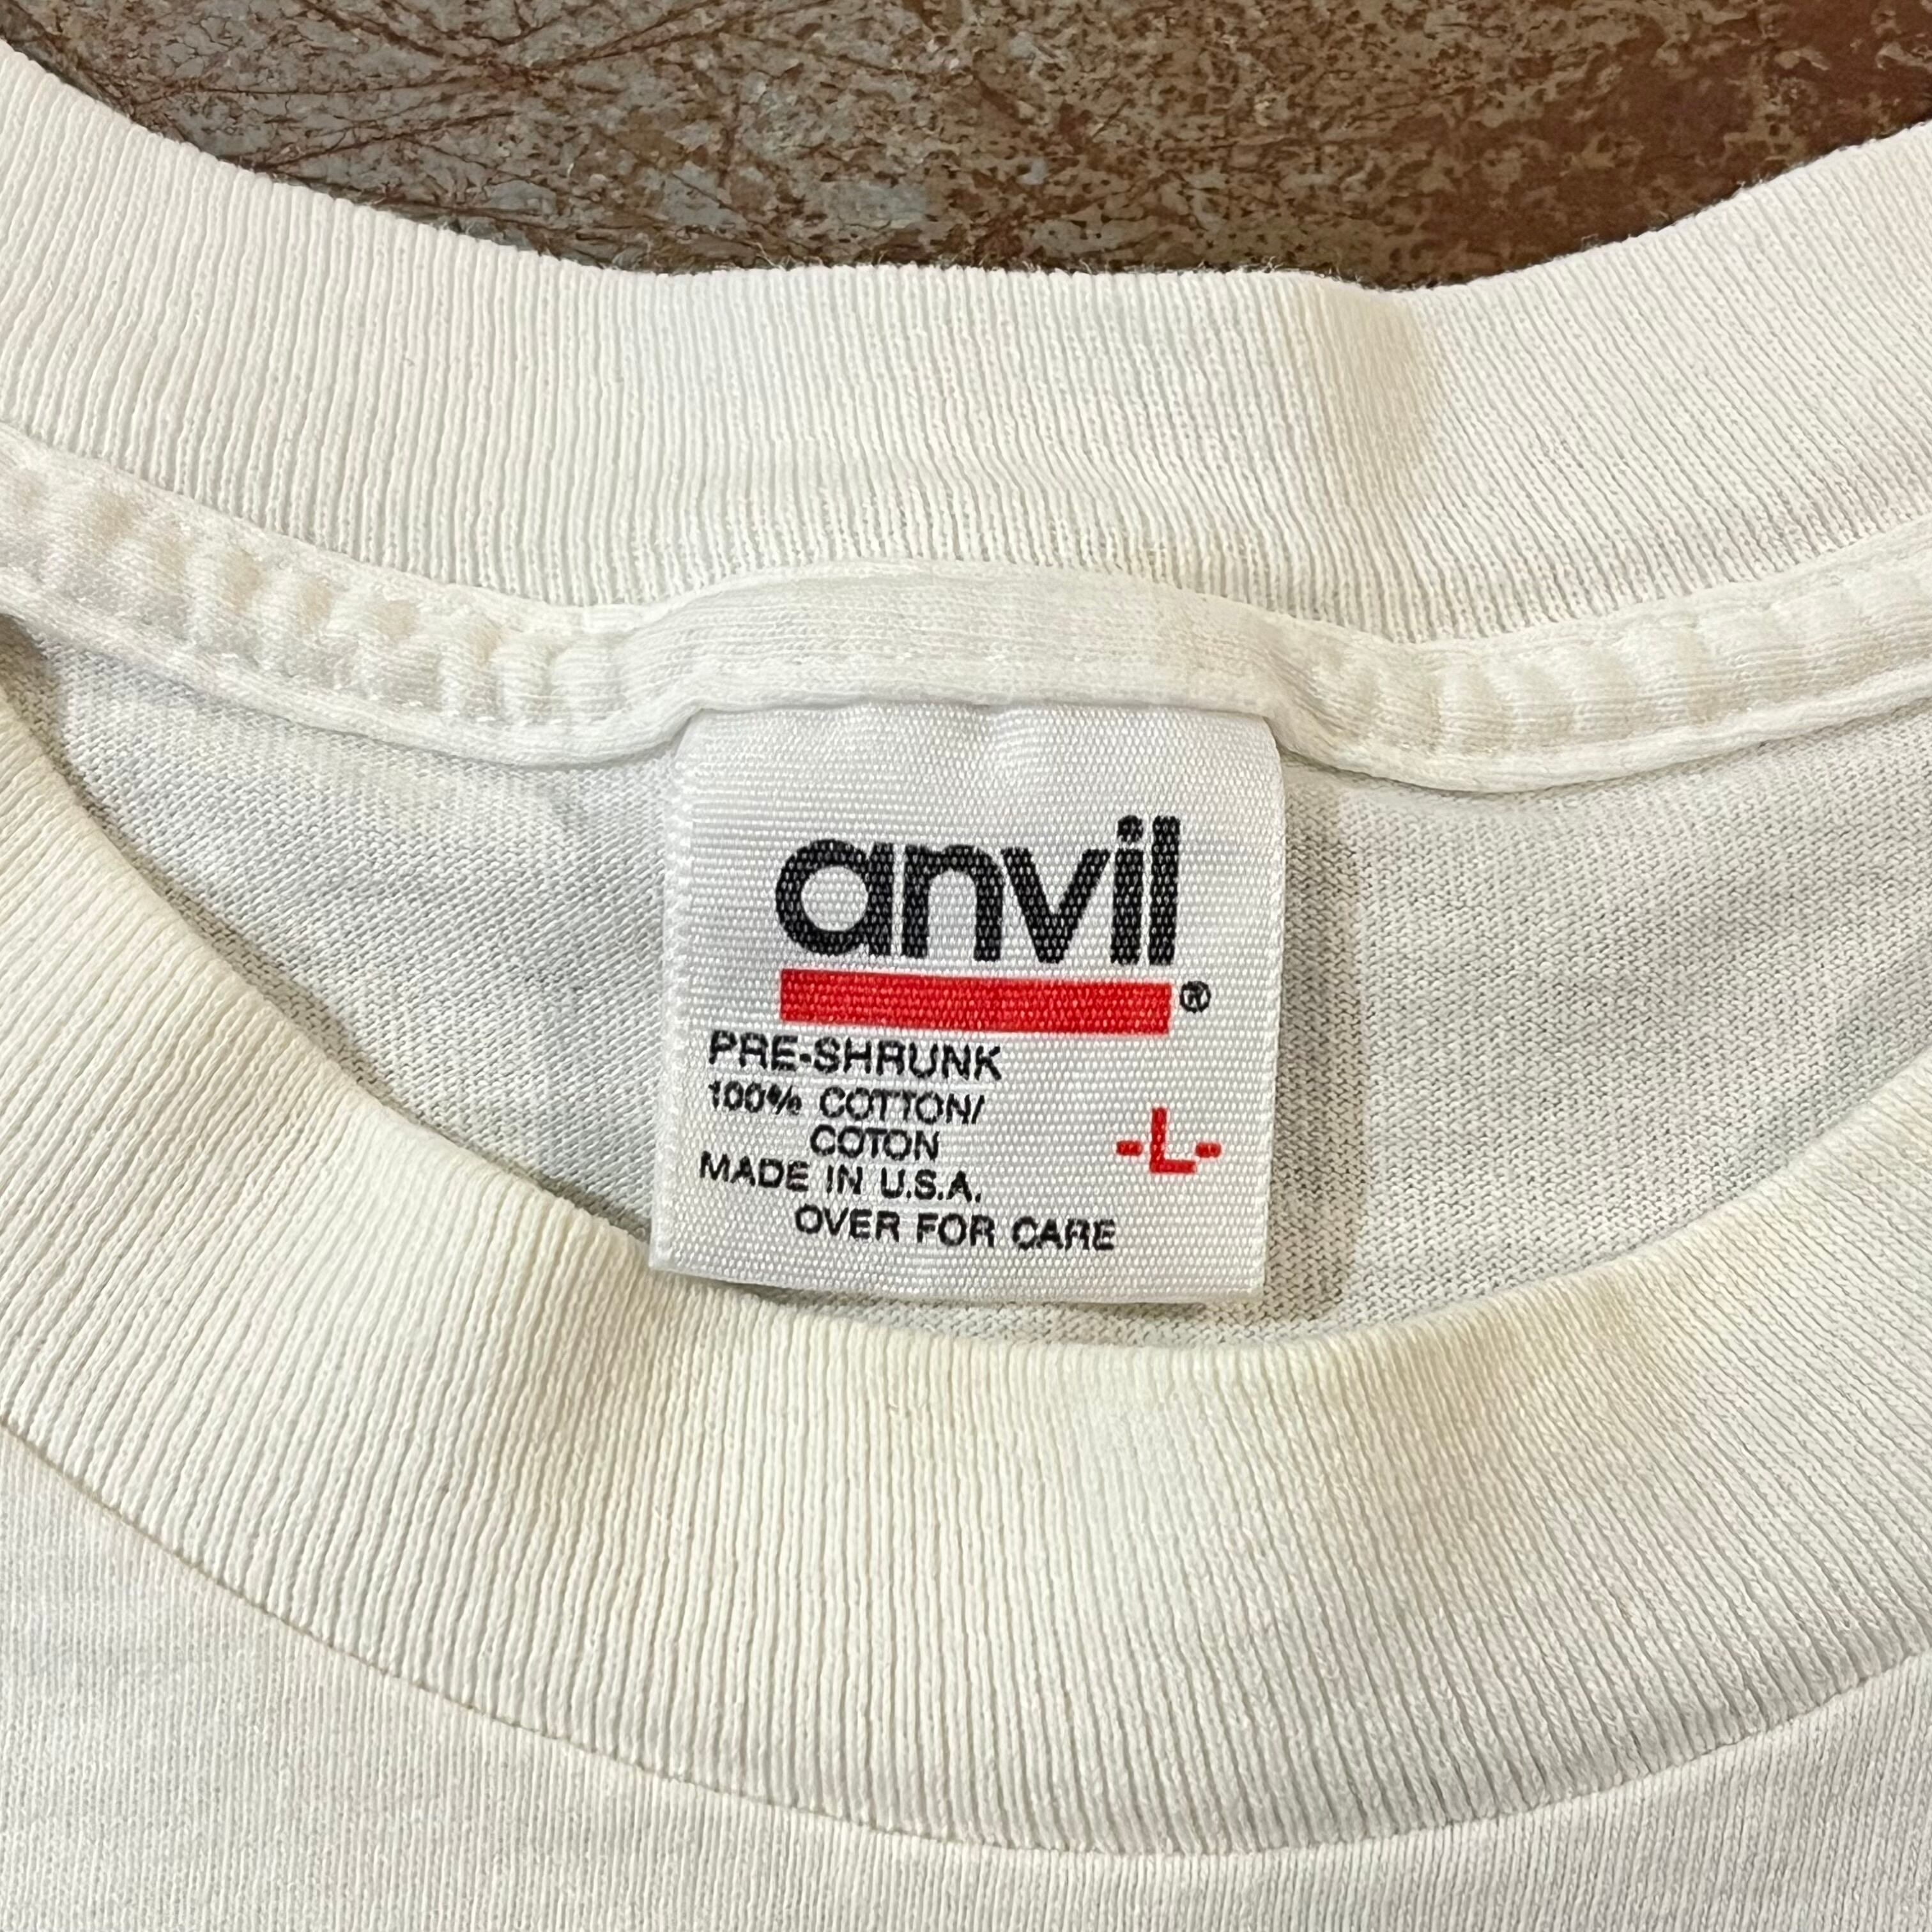 anvil®
PRE-SHRUNK
100% COTTON/
COTON
-L-
MADE IN U.S.A.
OVER FOR CARE